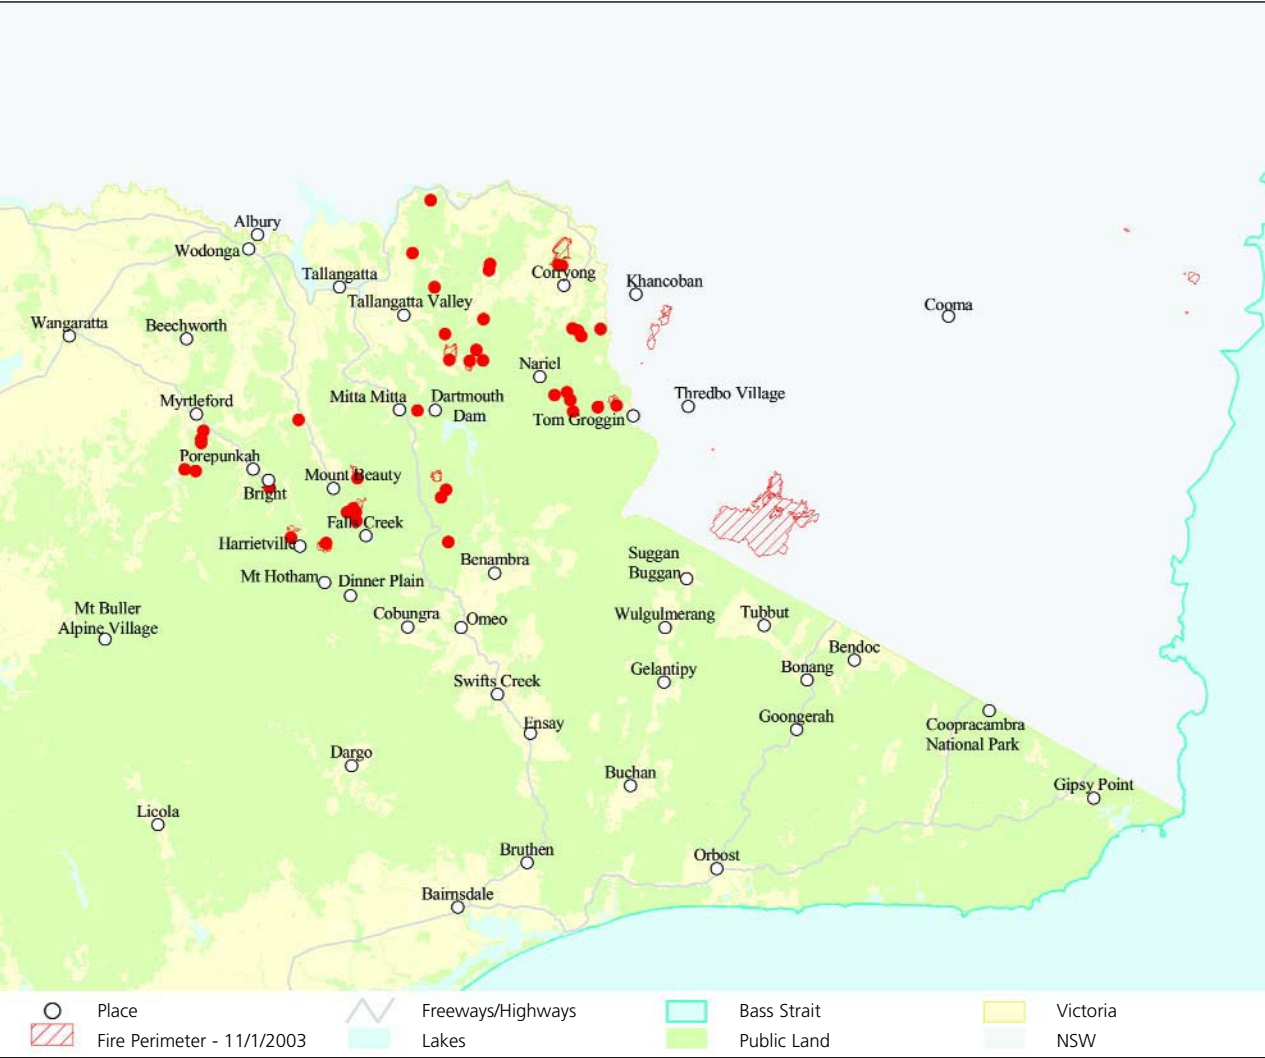 Albury
Wodonga
Tallangatta
Corryong
Khancoban
Tallangatta Valley
Cooma
Wangaratta
Beechworth
Nariel
Thredbo Village
Mitta Mitta
Dartmouth
Dam
Myrtleford
Tom Groggin
Porepunkah
Mount Beauty
Bright
Falls Creek
Harrietville
Benambra
Suggan
Buggan
Mt Hotham
Dinner Plain
Mt Buller
Alpine Village
Cobungra
Omeo
Wulgulmerang
Tubbut
Bendoc
Gelantipy
Bonang
Swifts Creek
Goongerah
Coopracambra
National Park
Ensay
Dargo
Buchan
Gipsy Point
Licola
Bruthen
Orbost
Bairnsdale
Place
Freeways/Highways
Bass Strait
Victoria
Fire Perimeter - 11/1/2003
Lakes
Public Land
NSW